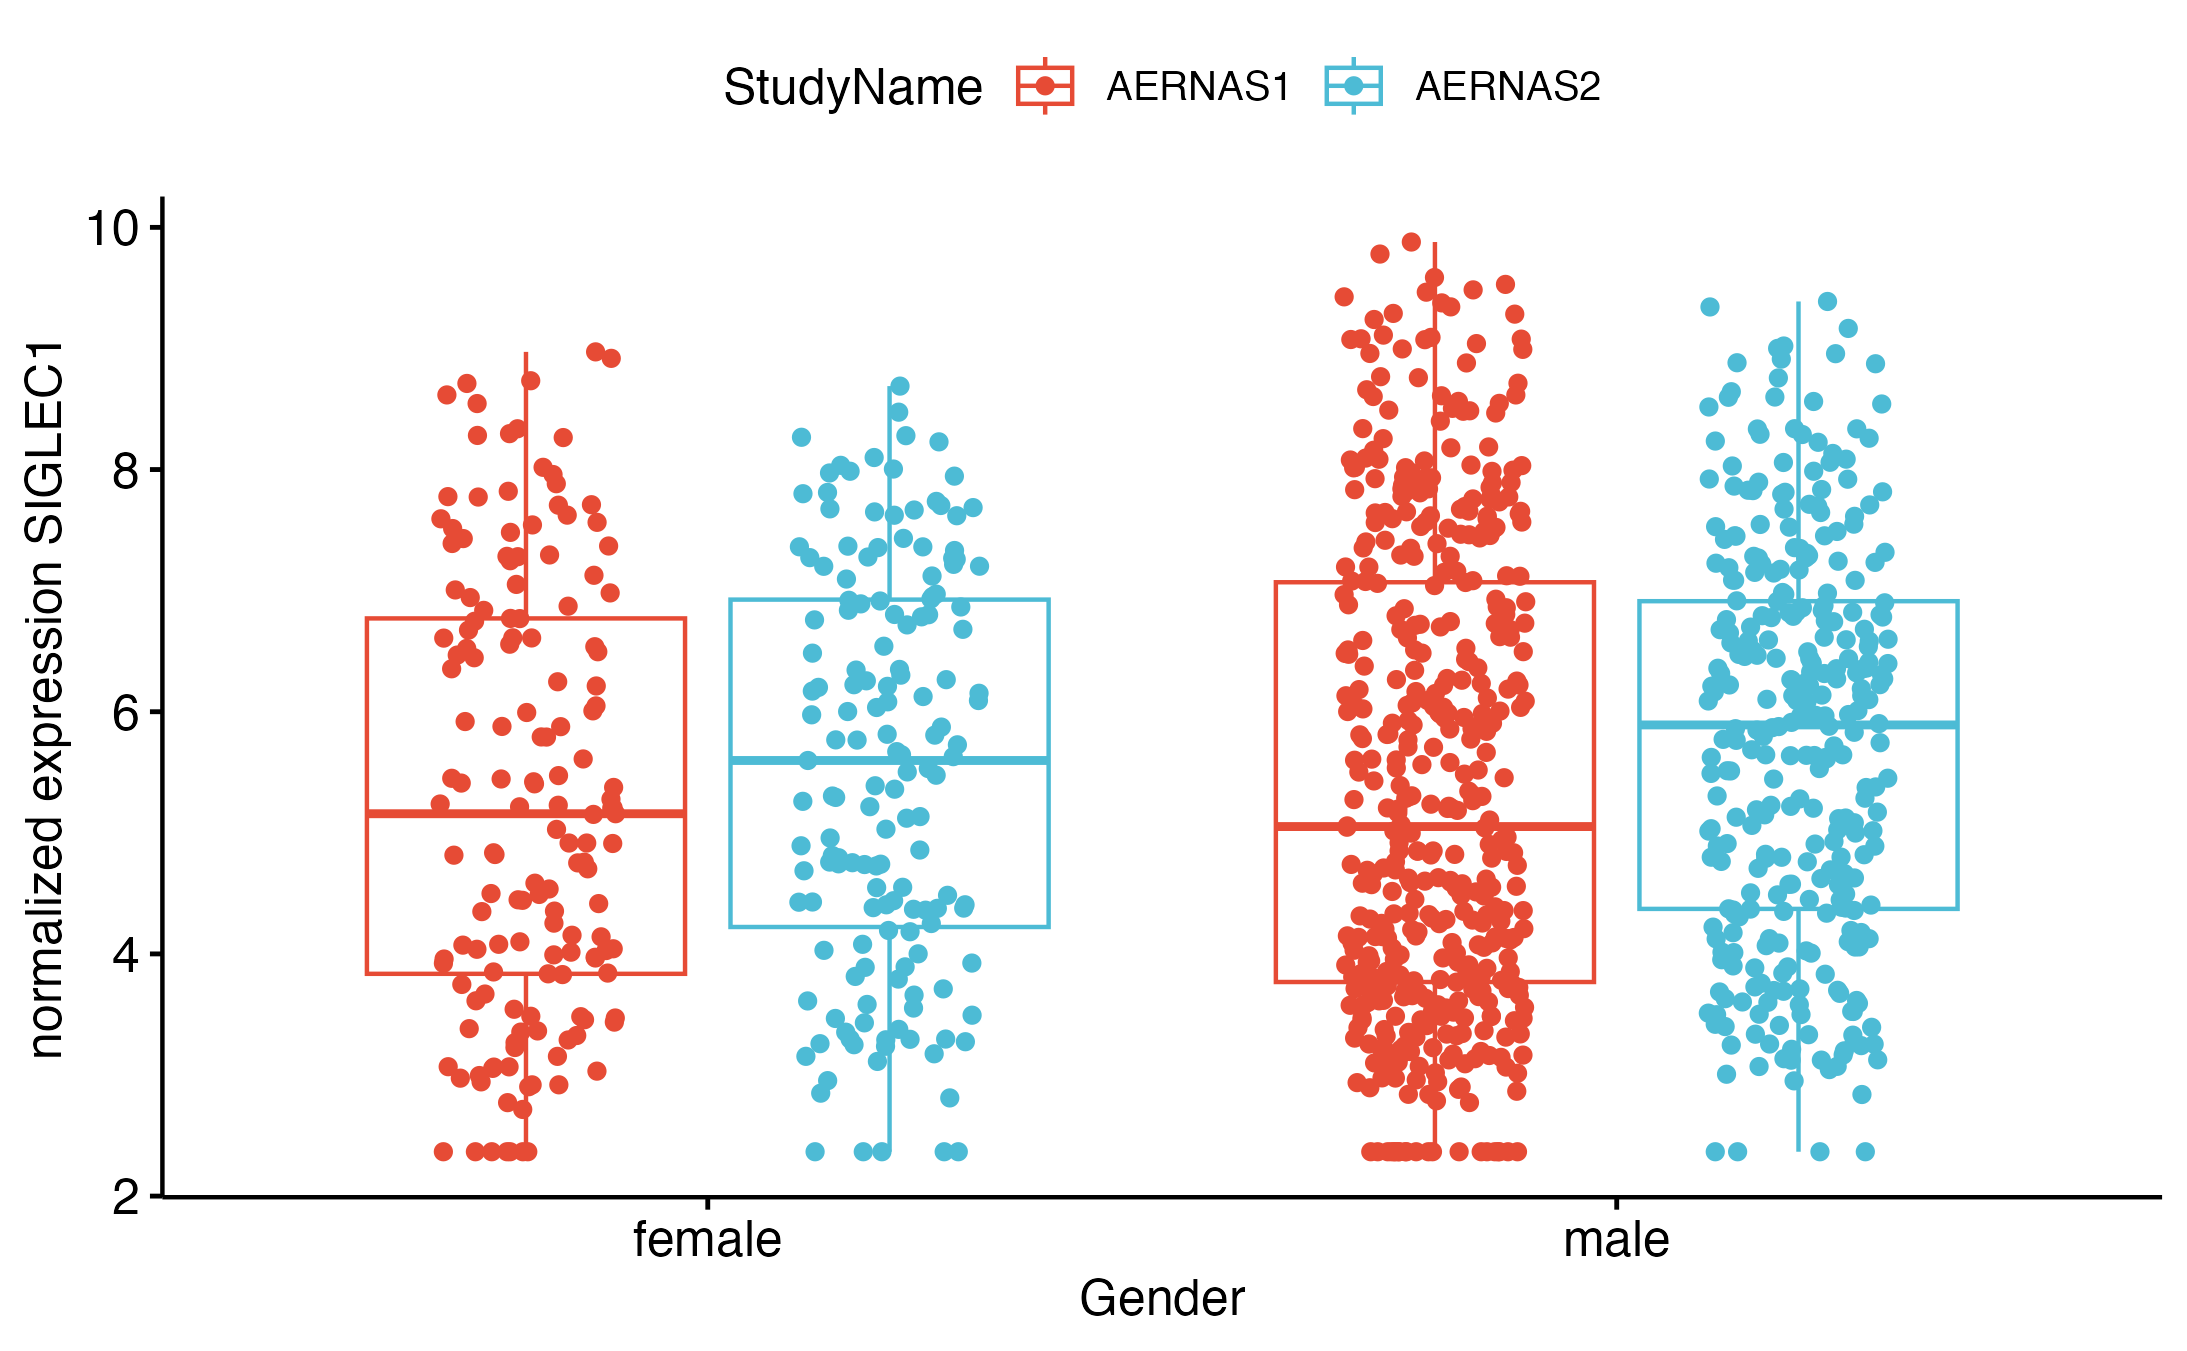 StudyName AERNAS1 AERNAS2
normalized expression SIGLEC1
10
8
6
4
2
female male
Gender